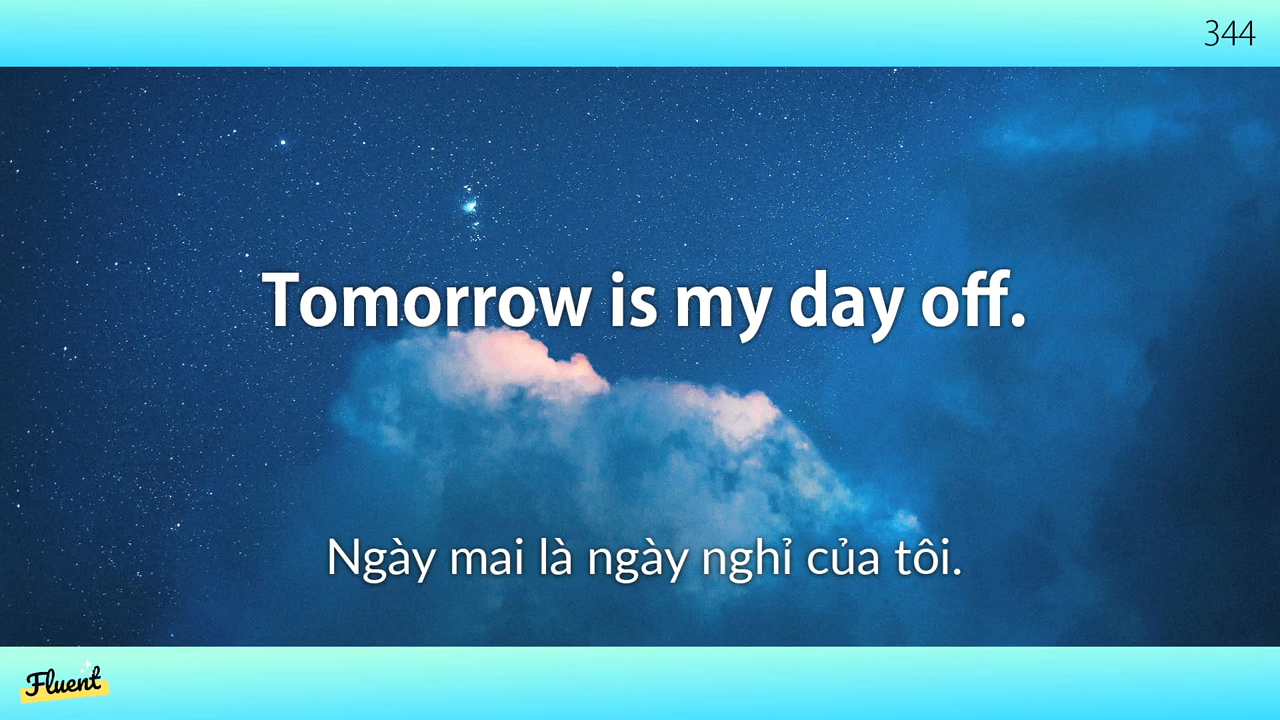 344
Tomorrow is my day off.
Ngày mai là ngày nghỉ của tôi.
Fluent